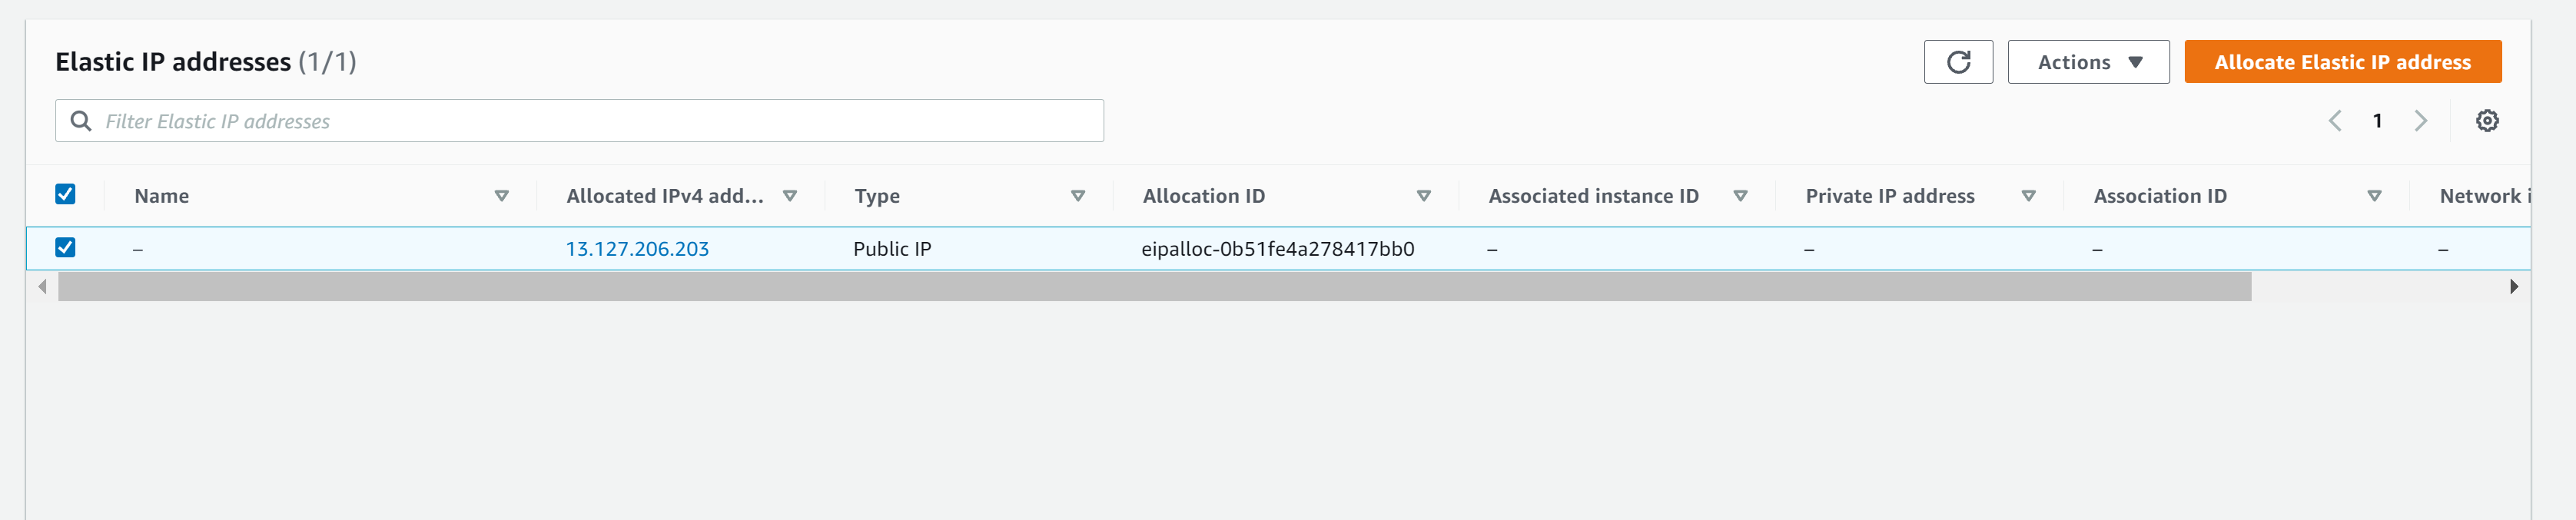 Elastic IP addresses (1/1)
Actions
Allocate Elastic IP address
Filter Elastic IP addresses
1
Name Allocated IPv4 add... Type Allocation ID Associated instance ID Private IP address Association ID Network i
– 13.127.206.203 Public IP eipalloc-0b51fe4a278417bb0 – – – –